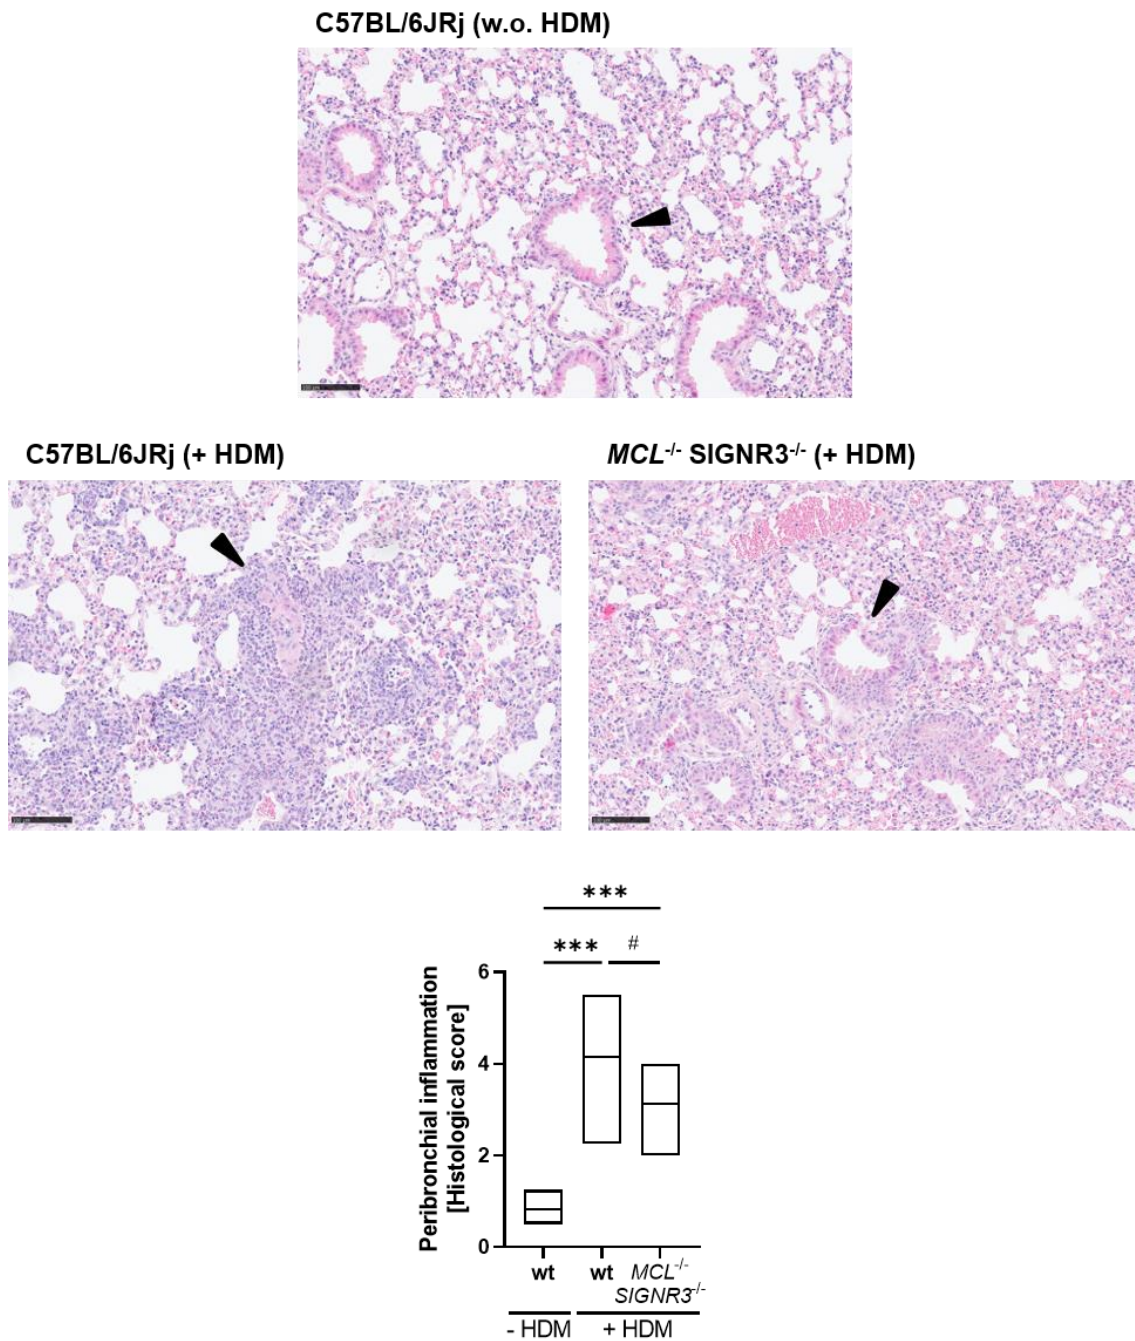 C57BL/6JRj (w.o. HDM)
C57BL/6JRj (+ HDM)
MCL-/- SIGNR3-/- (+ HDM)
***
*** #
Peribronchial inflammation
[Histological score]
6
4
2
0
wt wt MCL-/-
SIGNR3-/-
- HDM + HDM